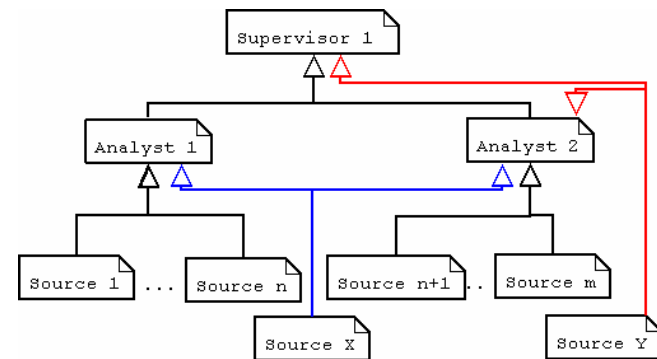 Supervisor 1
Analyst 1
Analyst 2
Source 1
...
Source n
Source n+1
..
Source m
Source X
Source Y